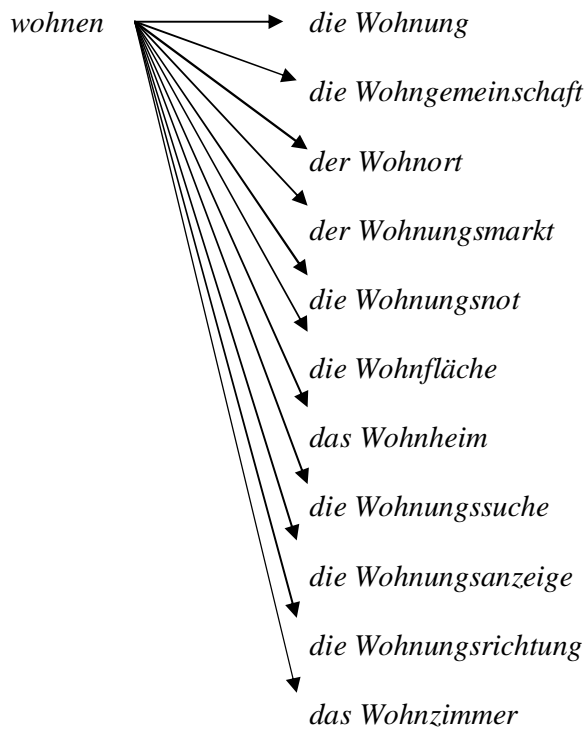 wohnen die Wohnung
die Wohngemeinschaft
der Wohnort
der Wohnungsmarkt
die Wohnungsnot
die Wohnfläche
das Wohnheim
die Wohnungssuche
die Wohnungsanzeige
die Wohnungsrichtung
das Wohnzimmer